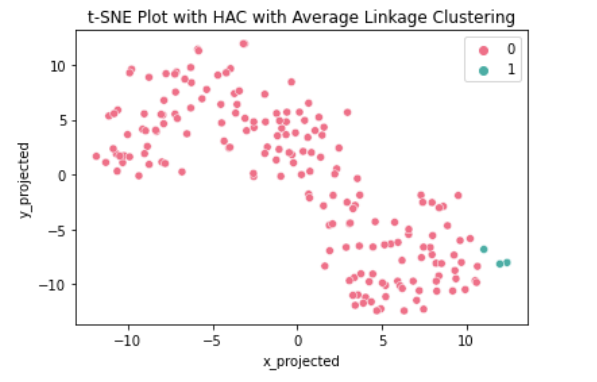 t-SNE Plot with HAC with Average Linkage Clustering
0
1
10
5
0
−5
−10
y_projected
−10 −5 0 5 10
x_projected